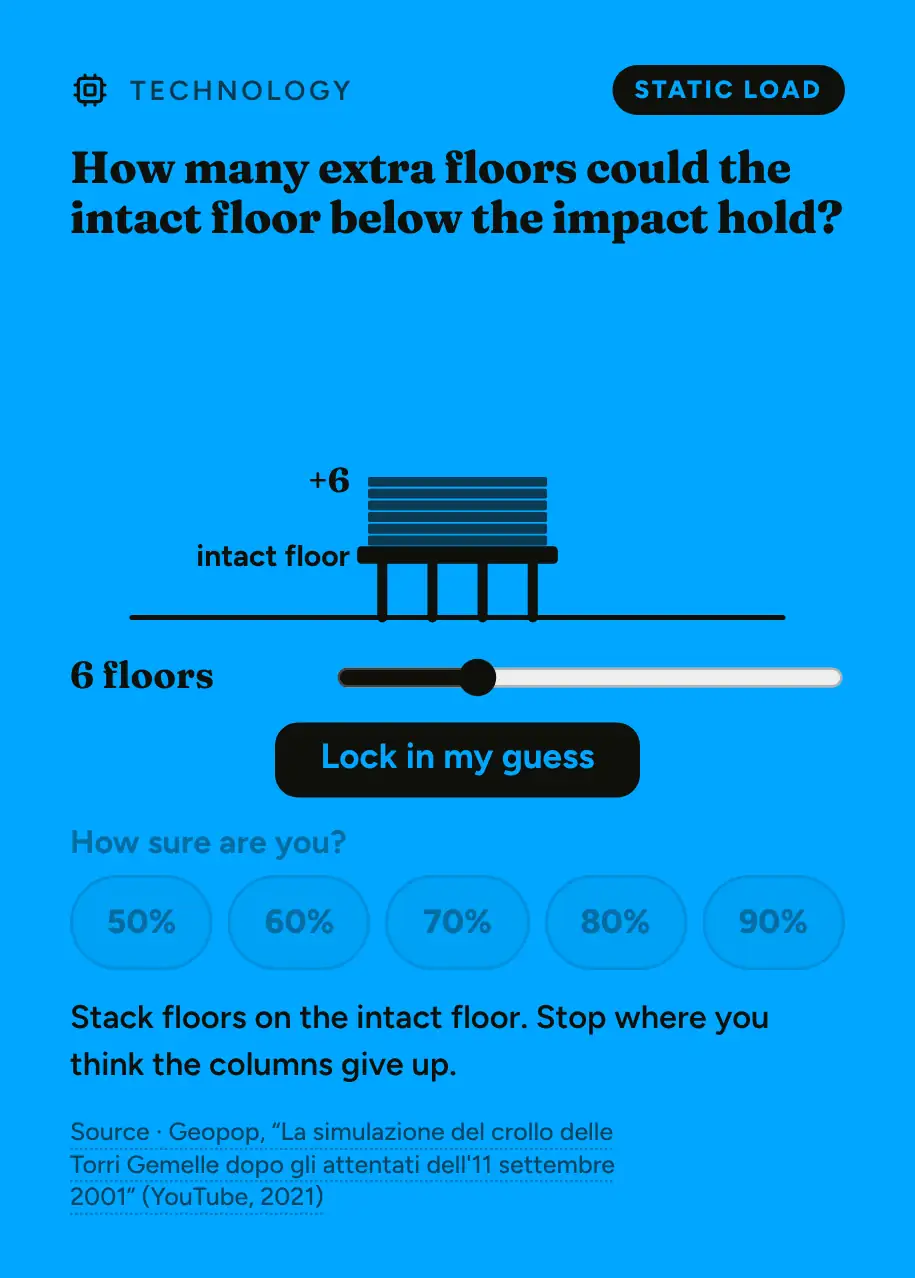 TECHNOLOGY
STATIC LOAD
How many extra floors could the
intact floor below the impact hold?
+6
intact floor
6 floors
Lock in my guess
How sure are you?
50%
60%
70%
80%
90%
Stack floors on the intact floor. Stop where you
think the columns give up.
Source · Geopop, “La simulazione del crollo delle
Torri Gemelle dopo gli attentati dell'11 settembre
2001” (YouTube, 2021)